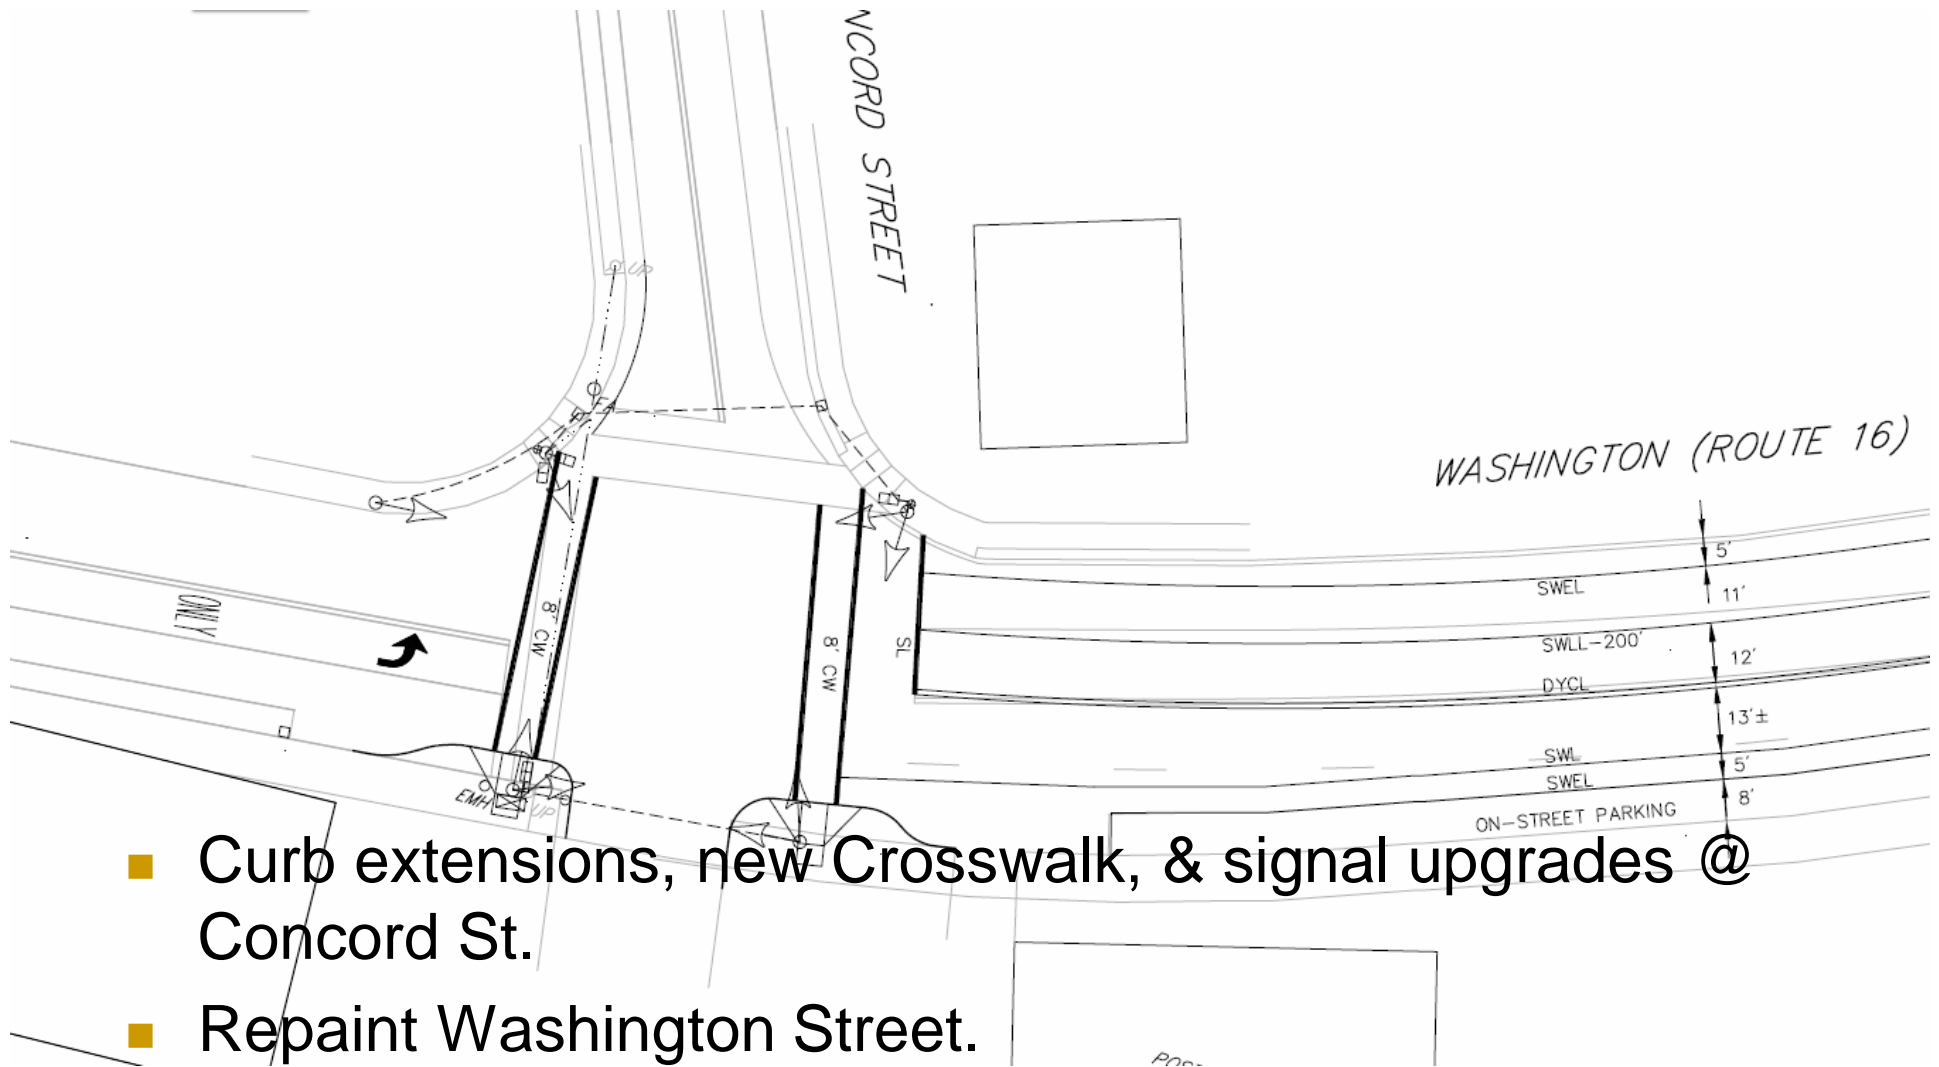 NCORD STREET
UP
WASHINGTON (ROUTE 16)
5'
SWEL
11'
ONLY
8' CW
8' CW
SL
SWLL-200'
12'
DYCL
13'±
SWL
5'
SWEL
8'
ON-STREET PARKING
EMH
UP
■ Curb extensions, new Crosswalk, & signal upgrades @
Concord St.
■ Repaint Washington Street.